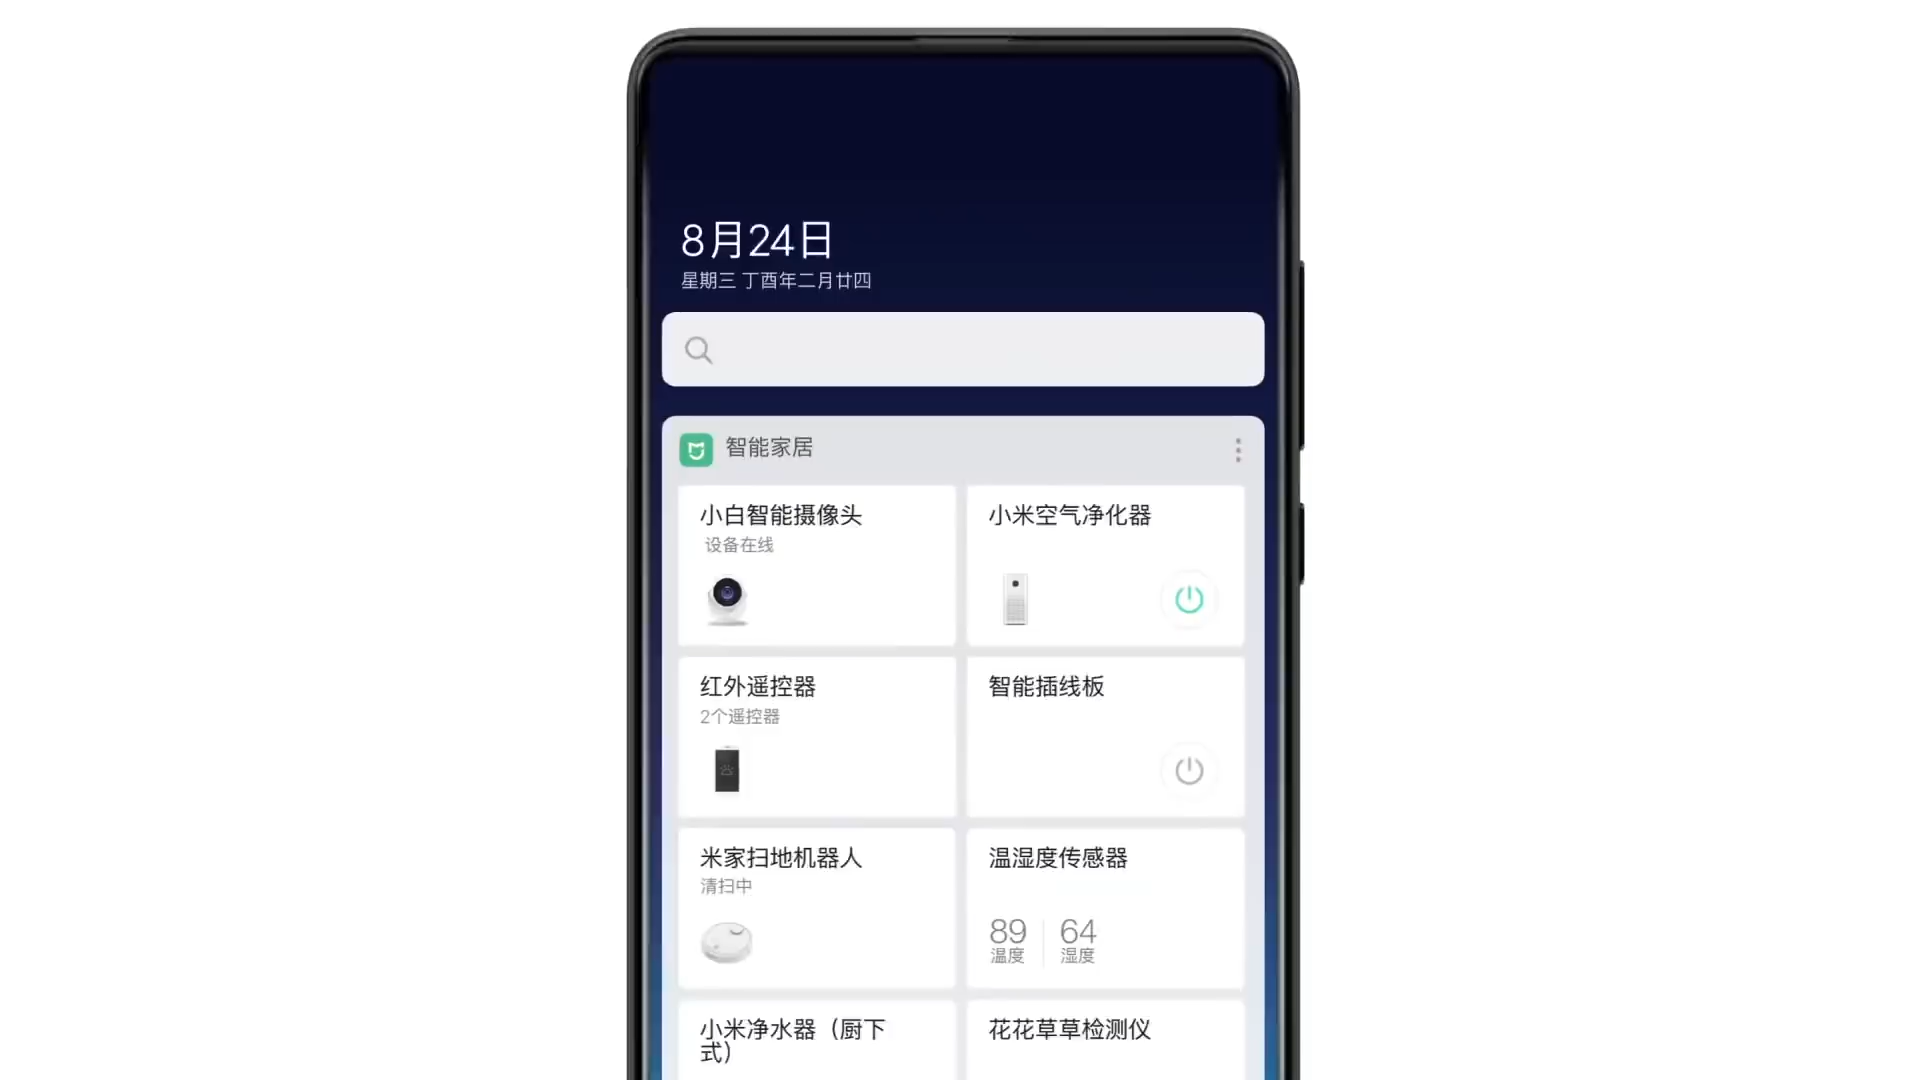 8月24日
星期三 丁酉年二月廿四
智能家居
小白智能摄像头
设备在线
小米空气净化器
红外遥控器
2个遥控器
智能插线板
米家扫地机器人
清扫中
温湿度传感器
89 64
温度 湿度
小米净水器（厨下
式）
花花草草检测仪